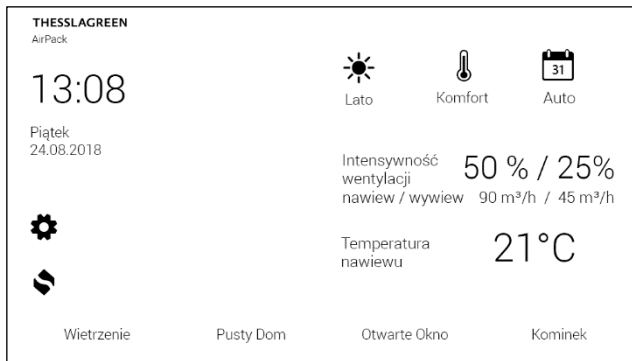 THESSLAGREEN
AirPack
13:08
Piątek
24.08.2018
Lato
Komfort
31
Auto
Intensywność
wentylacji
nawiew / wywiew
50 % / 25%
90 m³/h / 45 m³/h
Temperatura
nawiewu
21°C
Wietrzenie
Pusty Dom
Otwarte Okno
Kominek